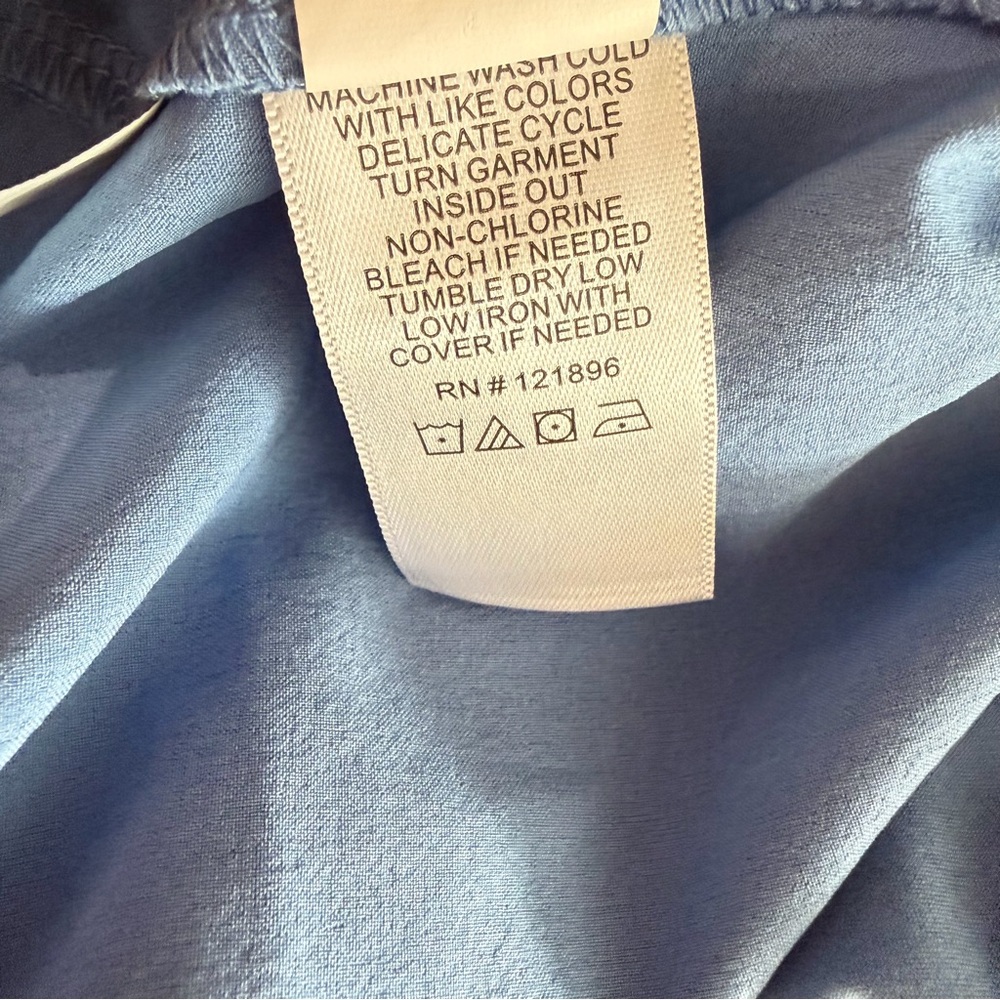 MACHINE WASH COLD
WITH LIKE COLORS
DELICATE CYCLE
TURN GARMENT
INSIDE OUT
NON-CHLORINE
BLEACH IF NEEDED
TUMBLE DRY LOW
LOW IRON WITH
COVER IF NEEDED
RN # 121896